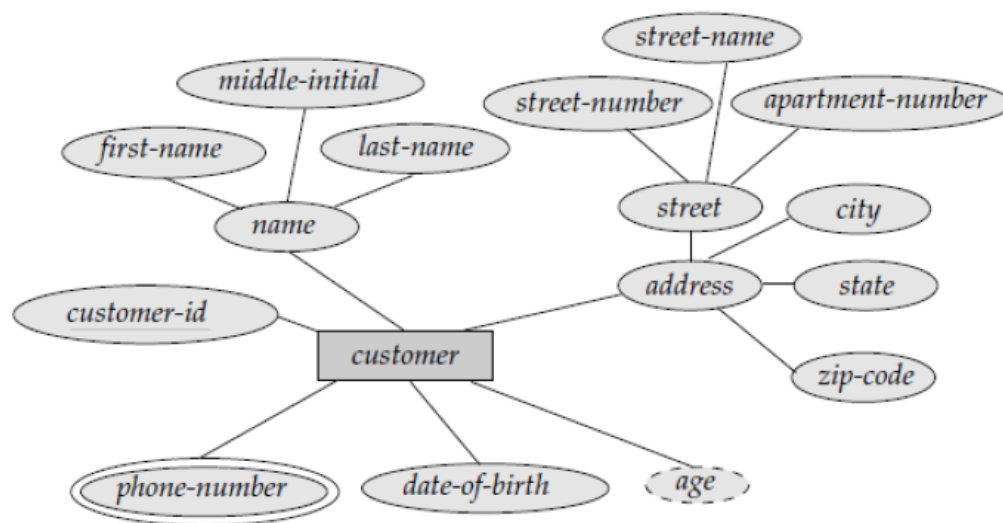 street-name
middle-initial
street-number
apartment-number
first-name
last-name
name
street
city
address
state
customer-id
customer
zip-code
phone-number
date-of-birth
age